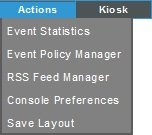 Actions Kiosk
Event Statistics
Event Policy Manager
RSS Feed Manager
Console Preferences
Save Layout